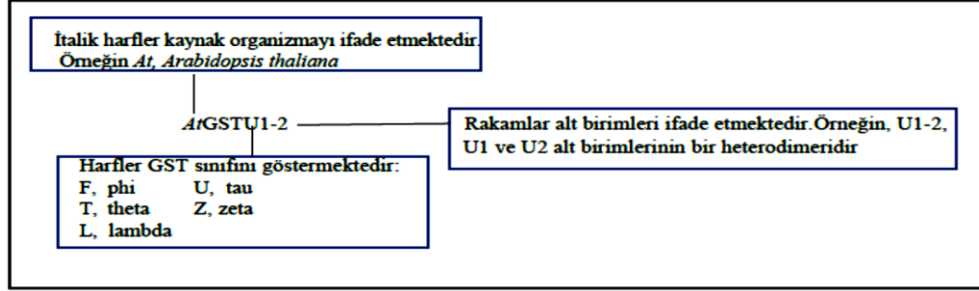 İtalik harfler kaynak organizmayı ifade etmektedir.
Örneğin At, Arabidopsis thaliana
AtGSTU1-2
Rakamlar alt birimleri ifade etmektedir.Örneğin, U1-2,
U1 ve U2 alt birimlerinin bir heterodimeridir
Harfler GST sınıfını göstermektedir:
F, phi U, tau
T, theta Z, zeta
L, lambda